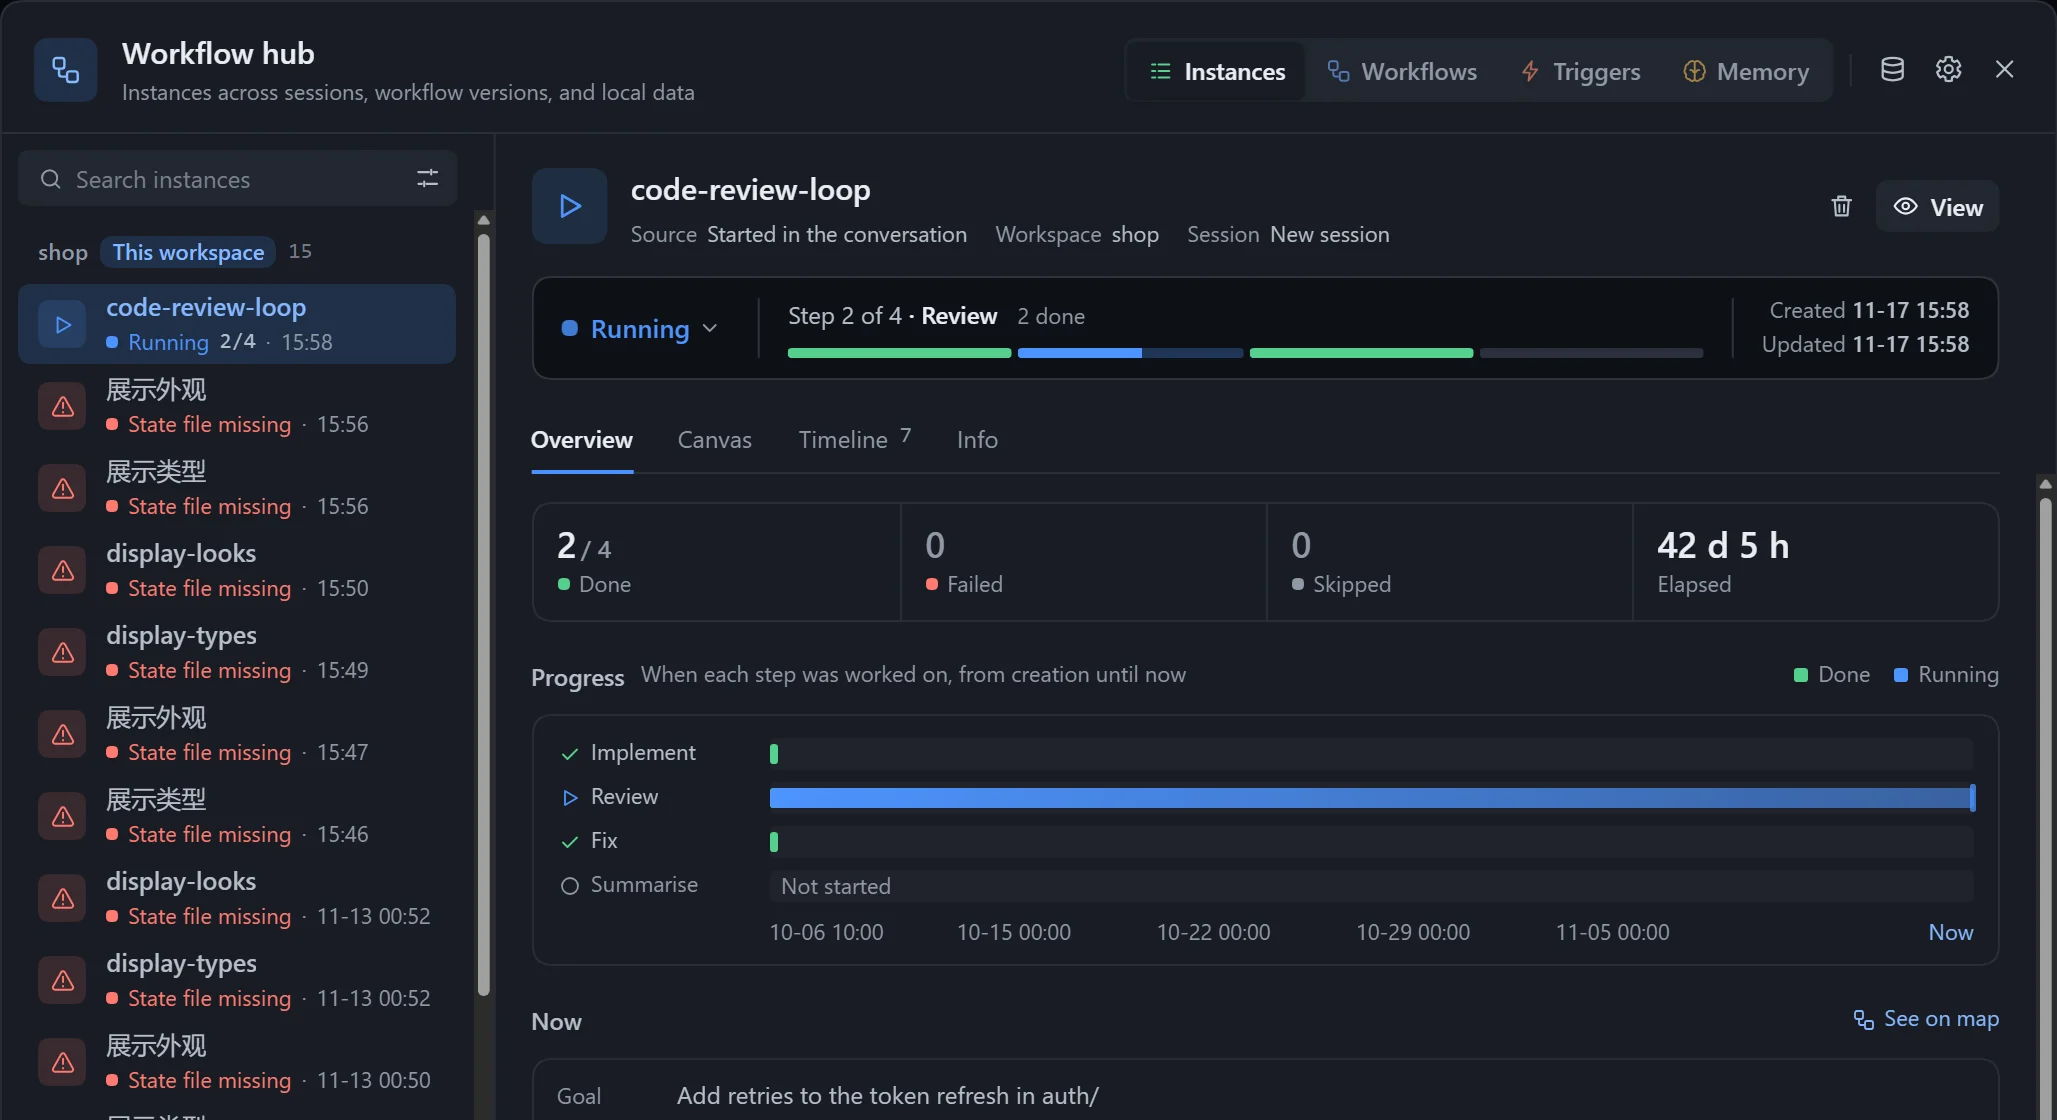 Workflow hub
Instances across sessions, workflow versions, and local data
Instances
Workflows
Triggers
Memory
Search instances
shop This workspace 15
code-review-loop
Running 2/4 · 15:58
展示外观
State file missing · 15:56
展示类型
State file missing · 15:56
display-looks
State file missing · 15:50
display-types
State file missing · 15:49
展示外观
State file missing · 15:47
展示类型
State file missing · 15:46
display-looks
State file missing · 11-13 00:52
display-types
State file missing · 11-13 00:52
展示外观
State file missing · 11-13 00:50
code-review-loop
Source Started in the conversation Workspace shop Session New session
View
Running
Step 2 of 4 · Review 2 done
Created 11-17 15:58
Updated 11-17 15:58
Overview Canvas Timeline 7 Info
2 / 4
Done
0
Failed
0
Skipped
42 d 5 h
Elapsed
Progress When each step was worked on, from creation until now
Done Running
Implement
Review
Fix
Summarise Not started
10-06 10:00 10-15 00:00 10-22 00:00 10-29 00:00 11-05 00:00 Now
Now
See on map
Goal Add retries to the token refresh in auth/